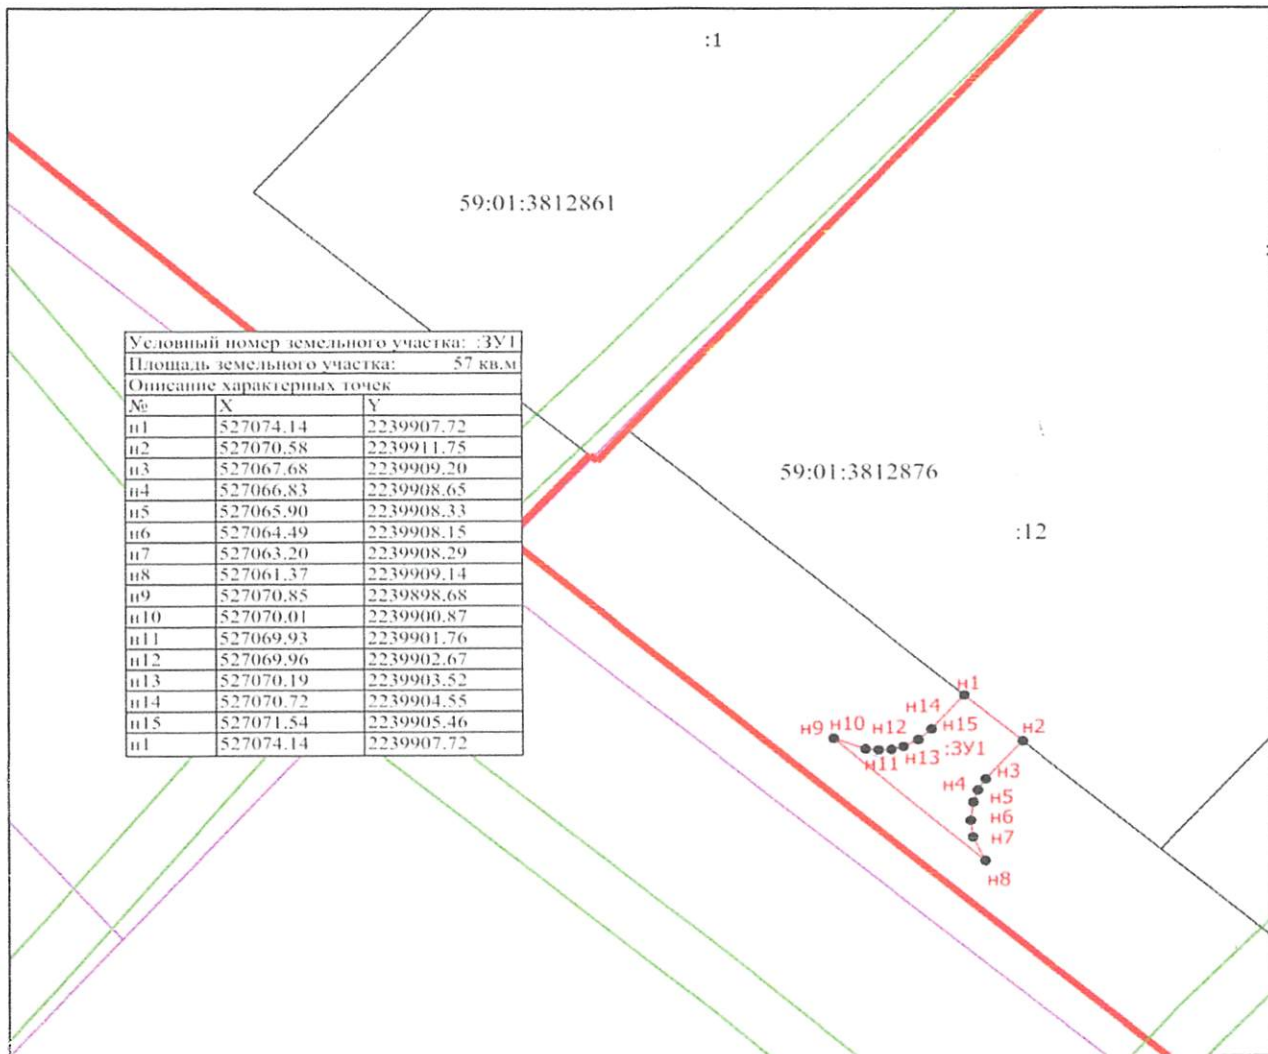 :1
59:01:3812861
Условный номер земельного участка: :ЗУ1
Площадь земельного участка: 57 кв.м
Описание характерных точек
№ X Y
н1 527074.14 2239907.72
н2 527070.58 2239911.75
н3 527067.68 2239909.20
н4 527066.83 2239908.65
н5 527065.90 2239908.33
н6 527064.49 2239908.15
н7 527063.20 2239908.29
н8 527061.37 2239909.14
н9 527070.85 2239898.68
н10 527070.01 2239900.87
н11 527069.93 2239901.76
н12 527069.96 2239902.67
н13 527070.19 2239903.52
н14 527070.72 2239904.55
н15 527071.54 2239905.46
н1 527074.14 2239907.72
59:01:3812876
:12
н1
н14
н9 н10 н12 н15 н2
н11 н13 :ЗУ1
н3
н4
н5
н6
н7
н8